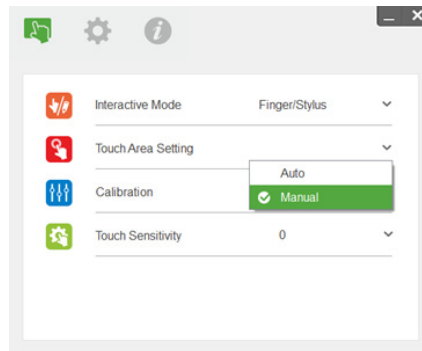 Interactive Mode Finger/Stylus
Touch Area Setting
Auto
Calibration
Manual
Touch Sensitivity 0